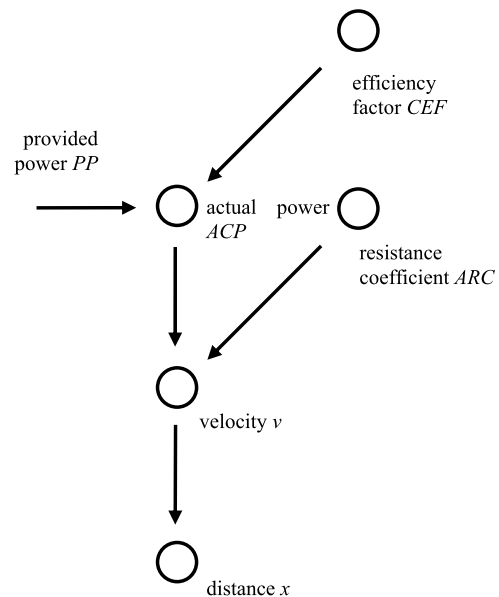 efficiency
factor CEF
provided
power PP
actual power
ACP
resistance
coefficient ARC
velocity v
distance x